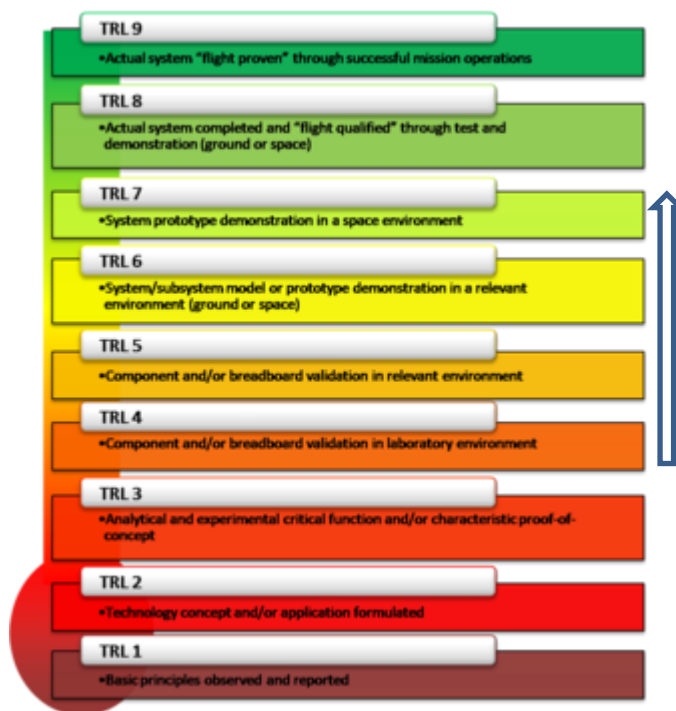 TRL 9
•Actual system "flight proven" through successful mission operations
TRL 8
•Actual system completed and "flight qualified" through test and
demonstration (ground or space)
TRL 7
•System prototype demonstration in a space environment
TRL 6
•System/subsystem model or prototype demonstration in a relevant
environment (ground or space)
TRL 5
•Component and/or breadboard validation in relevant environment
TRL 4
•Component and/or breadboard validation in laboratory environment
TRL 3
•Analytical and experimental critical function and/or characteristic proof-of-
concept
TRL 2
•Technology concept and/or application formulated
TRL 1
•Basic principles observed and reported